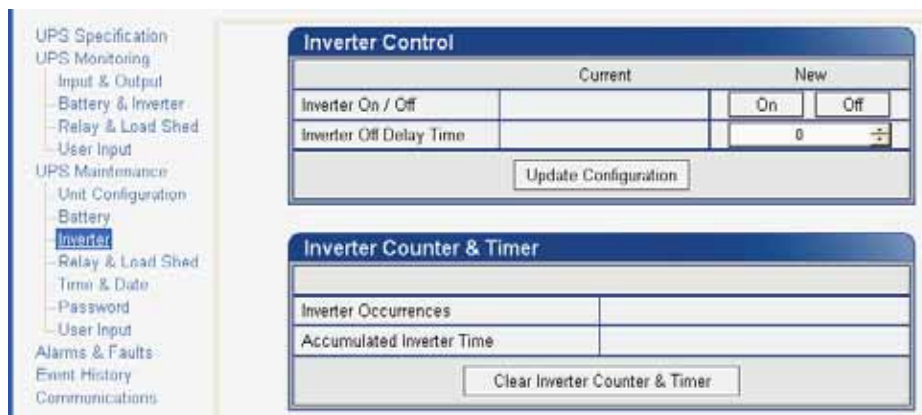 UPS Specification
UPS Monitoring
Input & Output
Battery & Inverter
Relay & Load Shed
User Input
UPS Maintenance
Unit Configuration
Battery
Inverter
Relay & Load Shed
Time & Date
Password
User Input
Alarms & Faults
Event History
Communications
Inverter Control
Current New
Inverter On / Off On Off
Inverter Off Delay Time 0
Update Configuration
Inverter Counter & Timer
Inverter Occurrences
Accumulated Inverter Time
Clear Inverter Counter & Timer